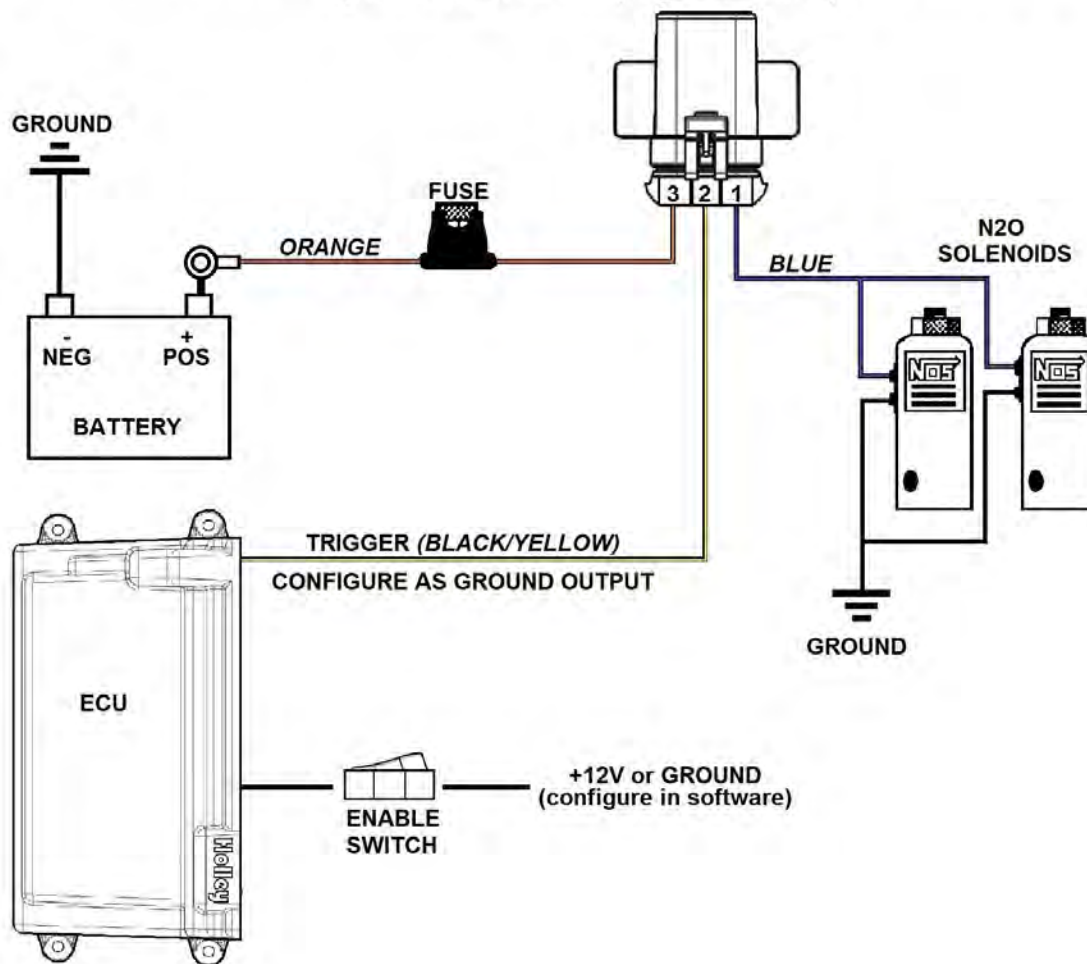 GROUND
FUSE
3 2 1
ORANGE
BLUE
N2O
SOLENOIDS
-
NEG
+
POS
BATTERY
NOS
NOS
TRIGGER (BLACK/YELLOW)
CONFIGURE AS GROUND OUTPUT
GROUND
ECU
+12V or GROUND
(configure in software)
ENABLE
SWITCH
Holley